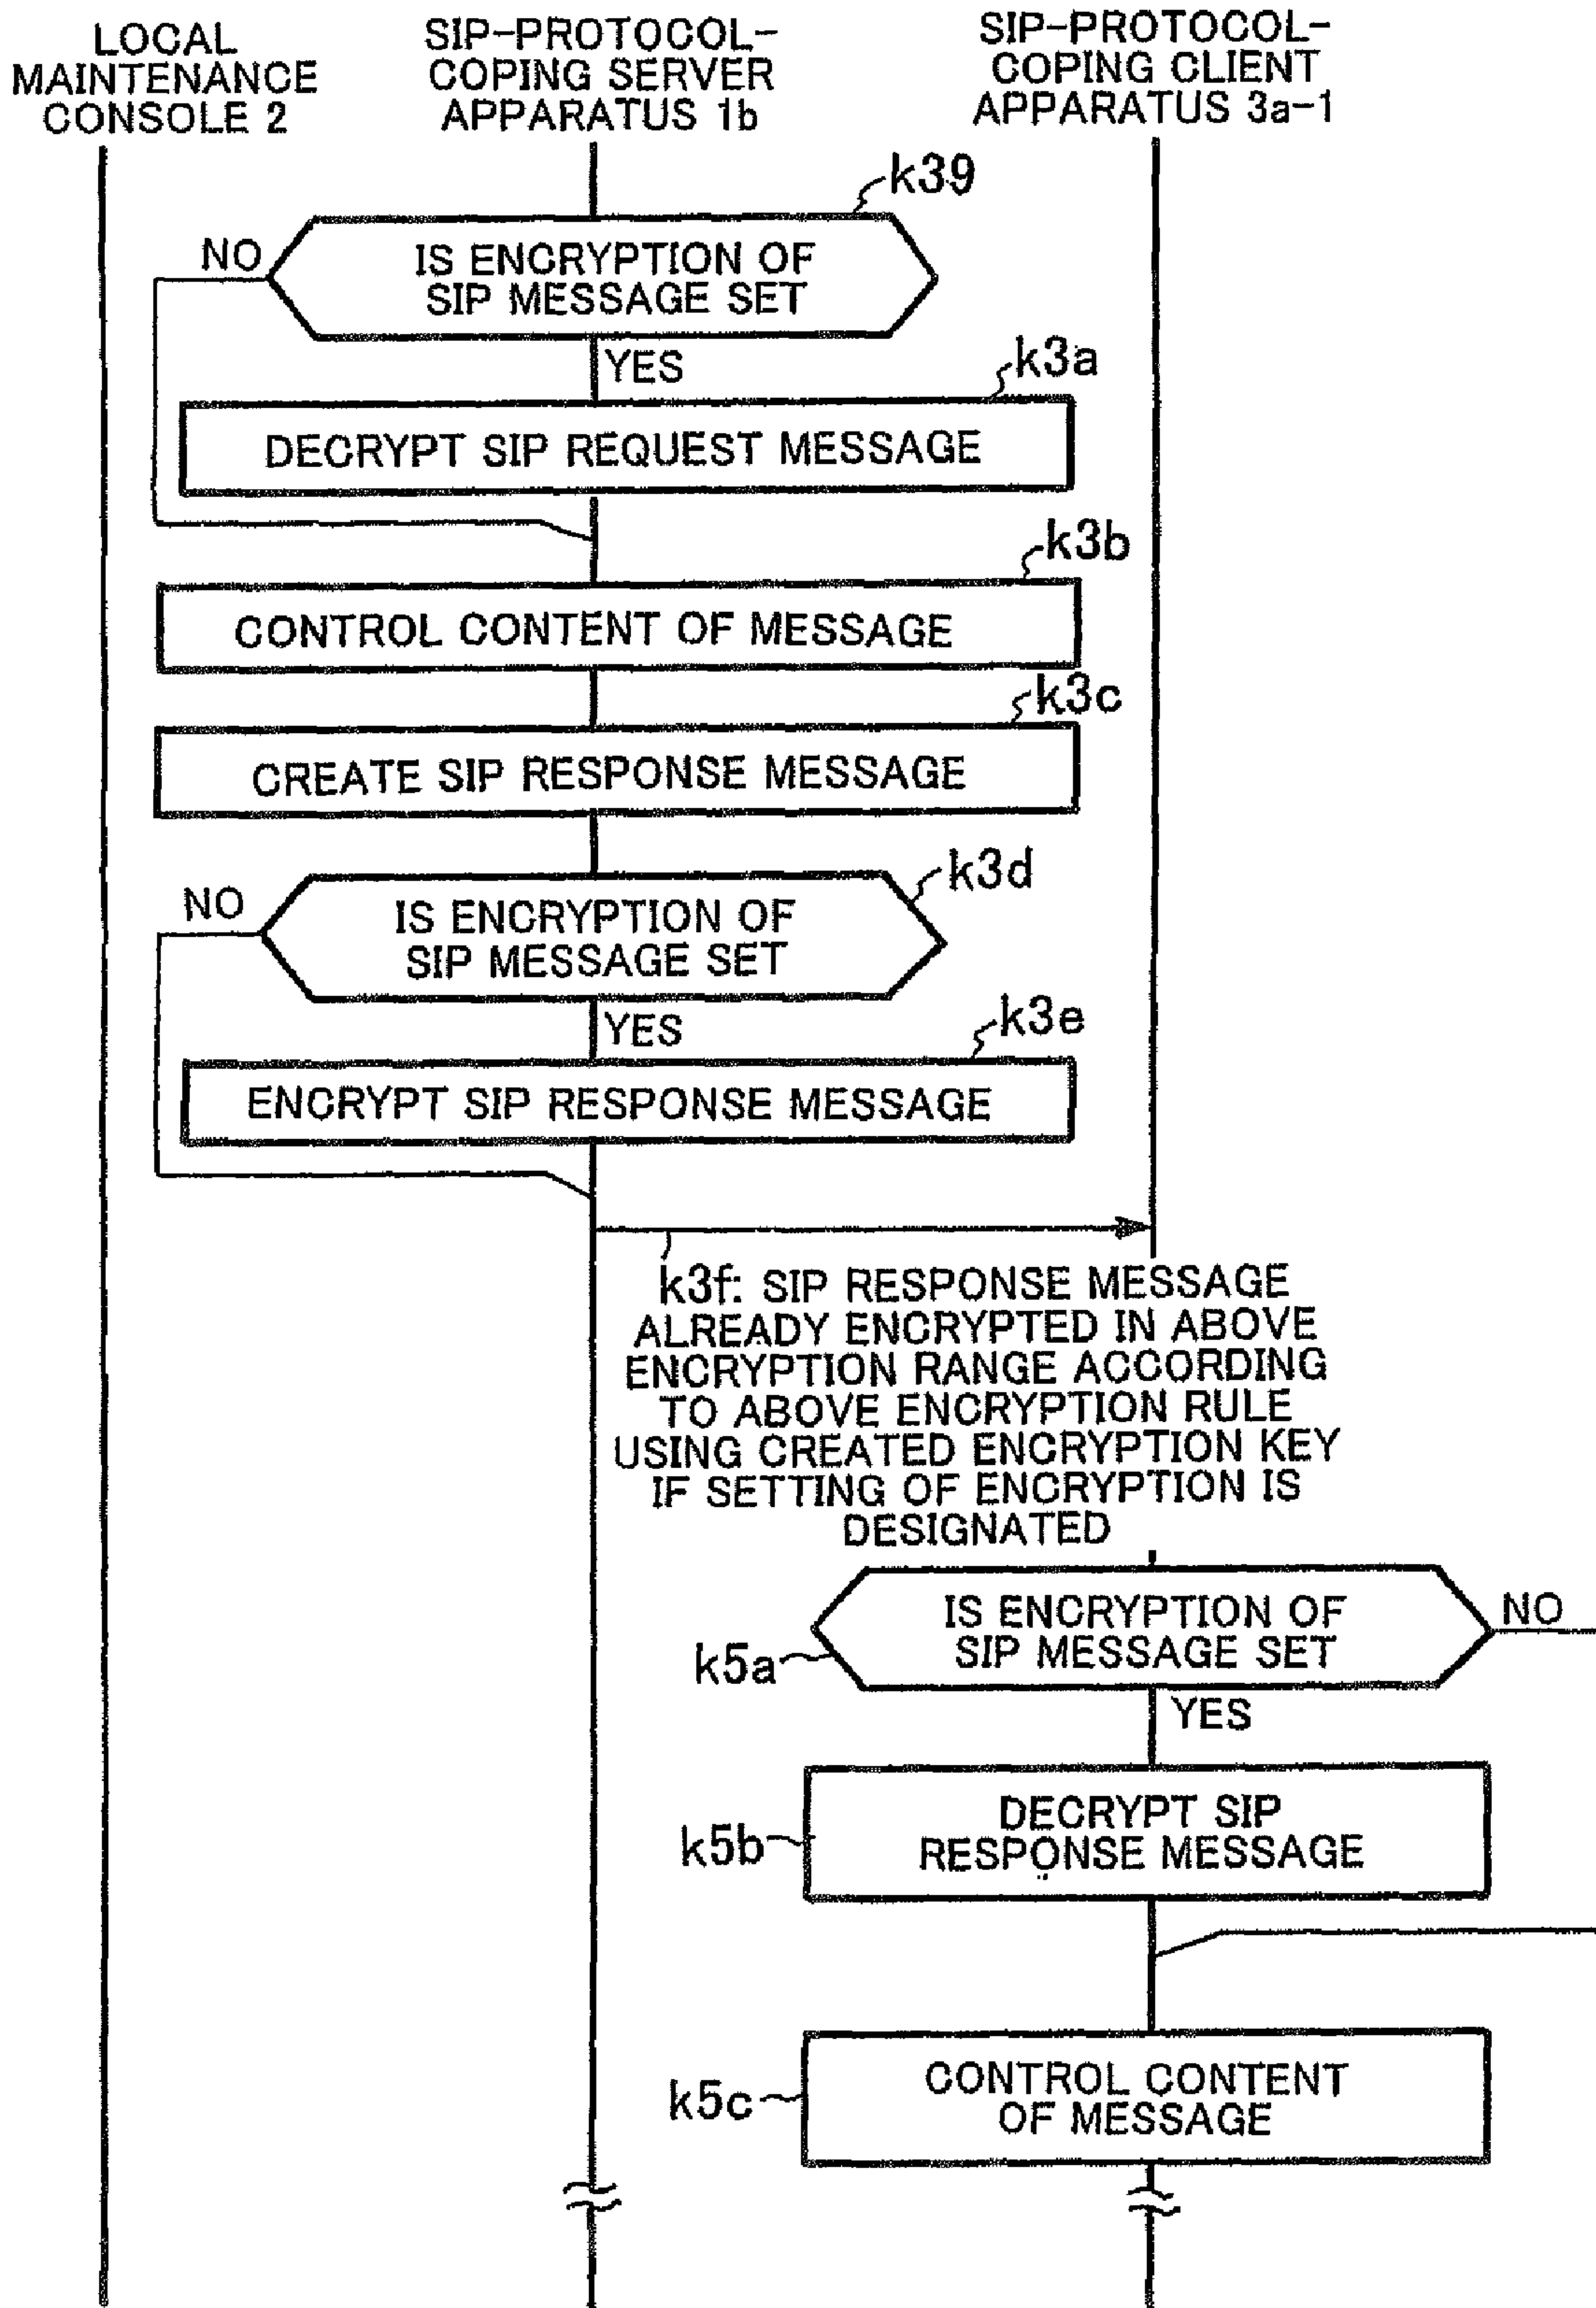 LOCAL
MAINTENANCE
CONSOLE 2
SIP-PROTOCOL-
COPING SERVER
APPARATUS 1b
SIP-PROTOCOL-
COPING CLIENT
APPARATUS 3a-1
k39
NO
IS ENCRYPTION OF
SIP MESSAGE SET
YES
k3a
DECRYPT SIP REQUEST MESSAGE
k3b
CONTROL CONTENT OF MESSAGE
k3c
CREATE SIP RESPONSE MESSAGE
k3d
NO
IS ENCRYPTION OF
SIP MESSAGE SET
YES
k3e
ENCRYPT SIP RESPONSE MESSAGE
k3f: SIP RESPONSE MESSAGE
ALREADY ENCRYPTED IN ABOVE
ENCRYPTION RANGE ACCORDING
TO ABOVE ENCRYPTION RULE
USING CREATED ENCRYPTION KEY
IF SETTING OF ENCRYPTION IS
DESIGNATED
IS ENCRYPTION OF
SIP MESSAGE SET
NO
k5a
YES
DECRYPT SIP
RESPONSE MESSAGE
k5b
CONTROL CONTENT
OF MESSAGE
k5c